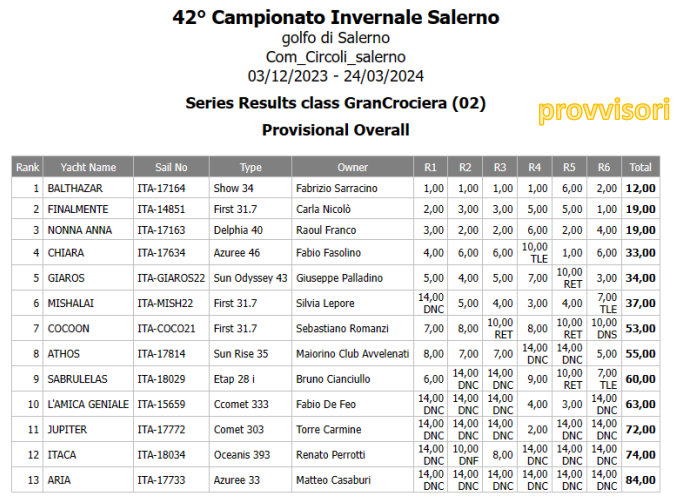 42º Campionato Invernale Salerno
golfo di Salerno
Com_Circoli_salerno
03/12/2023 - 24/03/2024
Series Results class GranCrociera (02)
provvisori
Provisional Overall
Rank Yacht Name Sail No Type Owner R1 R2 R3 R4 R5 R6 Total
1 BALTHAZAR ITA-17164 Show 34 Fabrizio Sarracino 1,00 1,00 1,00 1,00 6,00 2,00 12,00
2 FINALMENTE ITA-14851 First 31.7 Carla Nicolò 2,00 3,00 3,00 5,00 5,00 1,00 19,00
3 NONNA ANNA ITA-17163 Delphia 40 Raoul Franco 3,00 2,00 2,00 6,00 2,00 4,00 19,00
4 CHIARA ITA-17634 Azuree 46 Fabio Fasolino 4,00 6,00 6,00 10,00 TLE 1,00 6,00 33,00
5 GIAROS ITA-GIAROS22 Sun Odyssey 43 Giuseppe Palladino 5,00 4,00 5,00 7,00 10,00 RET 3,00 34,00
6 MISHALAI ITA-MISH22 First 31.7 Silvia Lepore 14,00 DNC 5,00 4,00 3,00 4,00 7,00 TLE 37,00
7 COCOON ITA-COCO21 First 31.7 Sebastiano Romanzi 7,00 8,00 10,00 RET 8,00 10,00 RET 10,00 DNS 53,00
8 ATHOS ITA-17814 Sun Rise 35 Maiorino Club Avvelenati 8,00 7,00 7,00 14,00 DNC 14,00 DNC 5,00 55,00
9 SABRULELAS ITA-18029 Etap 28 i Bruno Cianciullo 6,00 14,00 DNC 14,00 DNC 9,00 10,00 RET 7,00 TLE 60,00
10 L'AMICA GENIALE ITA-15659 Ccomet 333 Fabio De Feo 14,00 DNC 14,00 DNC 14,00 DNC 4,00 3,00 14,00 DNC 63,00
11 JUPITER ITA-17772 Comet 303 Torre Carmine 14,00 DNC 14,00 DNC 14,00 DNC 2,00 14,00 DNC 14,00 DNC 72,00
12 ITACA ITA-18034 Oceanis 393 Renato Perrotti 14,00 DNC 10,00 DNF 8,00 14,00 DNC 14,00 DNC 14,00 DNC 74,00
13 ARIA ITA-17733 Azuree 33 Matteo Casaburi 14,00 DNC 14,00 DNC 14,00 DNC 14,00 DNC 14,00 DNC 14,00 DNC 84,00